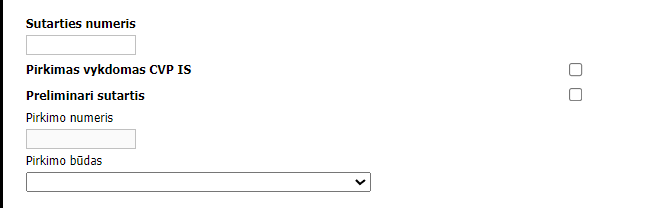 Sutarties numeris
Pirkimas vykdomas CVP IS
Preliminari sutartis
Pirkimo numeris
Pirkimo būdas